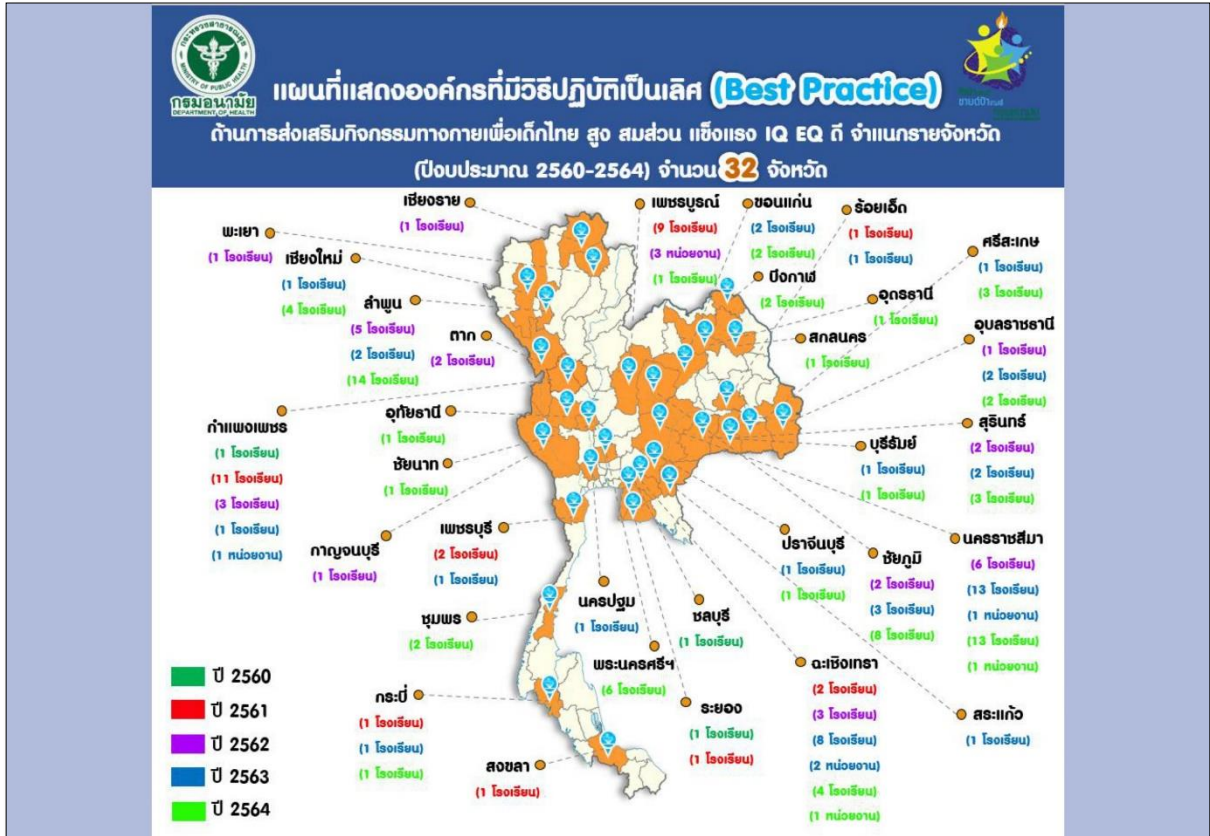 กระทรวงสาธารณสุข
MINISTRY OF PUBLIC HEALTH
กรมอนามัย
DEPARTMENT OF HEALTH
แผนที่แสดงองค์กรที่มีวิธีปฏิบัติเป็นเลิศ (Best Practice)
ด้านการส่งเสริมกิจกรรมทางกายเพื่อเด็กไทย สูง สมส่วน แข็งแรง IQ EQ ดี จำแนกรายจังหวัด
(ปีงบประมาณ 2560-2564) จำนวน 32 จังหวัด
เชียงราย
(1 โรงเรียน)
พะเยา
(1 โรงเรียน)
เชียงใหม่
(1 โรงเรียน)
(4 โรงเรียน)
ลำพูน
(5 โรงเรียน)
(2 โรงเรียน)
(14 โรงเรียน)
ตาก
(2 โรงเรียน)
เพชรบูรณ์
(9 โรงเรียน)
(3 หน่วยงาน)
(1 โรงเรียน)
ขอนแก่น
(2 โรงเรียน)
(2 โรงเรียน)
บึงกาฬ
(2 โรงเรียน)
ร้อยเอ็ด
(1 โรงเรียน)
(1 โรงเรียน)
อุดรธานี
(1 โรงเรียน)
สกลนคร
(1 โรงเรียน)
ศรีสะเกษ
(1 โรงเรียน)
(3 โรงเรียน)
อุบลราชธานี
(1 โรงเรียน)
(2 โรงเรียน)
(2 โรงเรียน)
กำแพงเพชร
(1 โรงเรียน)
(11 โรงเรียน)
(3 โรงเรียน)
(1 โรงเรียน)
(1 หน่วยงาน)
อุทัยธานี
(1 โรงเรียน)
ชัยนาท
(1 โรงเรียน)
กาญจนบุรี
(1 โรงเรียน)
เพชรบุรี
(2 โรงเรียน)
(1 โรงเรียน)
ชุมพร
(2 โรงเรียน)
กระบี่
(1 โรงเรียน)
(1 โรงเรียน)
(1 โรงเรียน)
สงขลา
(1 โรงเรียน)
นครปฐม
(1 โรงเรียน)
พระนครศรีฯ
(6 โรงเรียน)
ชลบุรี
(1 โรงเรียน)
ระยอง
(1 โรงเรียน)
(1 โรงเรียน)
ปราจีนบุรี
(1 โรงเรียน)
(1 โรงเรียน)
ฉะเชิงเทรา
(2 โรงเรียน)
(3 โรงเรียน)
(8 โรงเรียน)
(2 หน่วยงาน)
(4 โรงเรียน)
(1 หน่วยงาน)
บุรีรัมย์
(1 โรงเรียน)
(1 โรงเรียน)
ชัยภูมิ
(2 โรงเรียน)
(3 โรงเรียน)
(8 โรงเรียน)
สุรินทร์
(2 โรงเรียน)
(2 โรงเรียน)
(3 โรงเรียน)
นครราชสีมา
(6 โรงเรียน)
(13 โรงเรียน)
(1 หน่วยงาน)
(13 โรงเรียน)
(1 หน่วยงาน)
สระแก้ว
(1 โรงเรียน)
ปี 2560
ปี 2561
ปี 2562
ปี 2563
ปี 2564